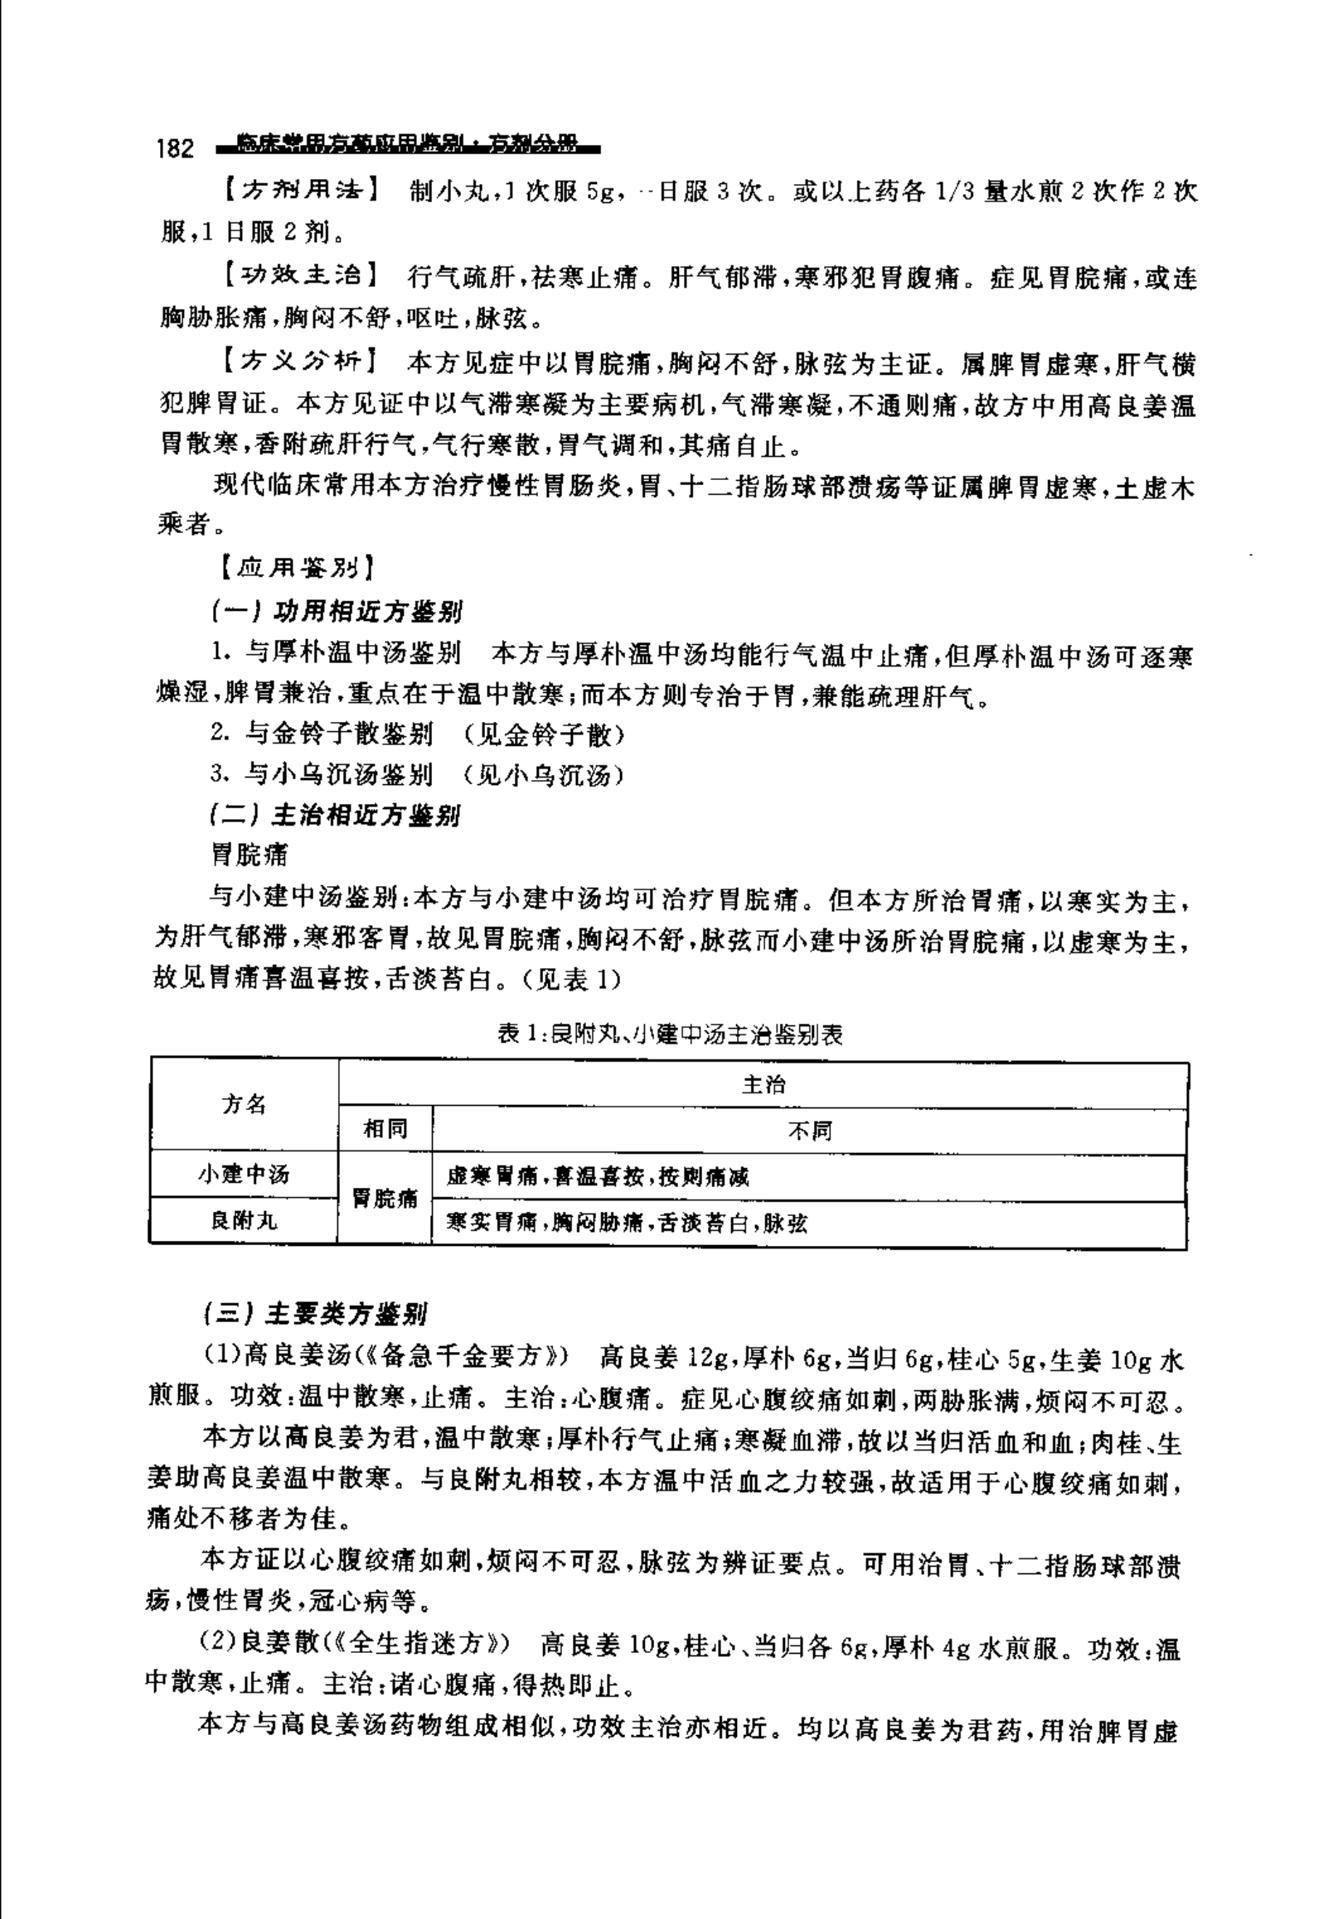 182 临床常用方药应用鉴别·方剂分册
【方剂用法】 制小丸,1次服5g,一日服3次。或以上药各1/3量水煎2次作2次
服,1日服2剂。
【功效主治】 行气疏肝,祛寒止痛。肝气郁滞,寒邪犯胃腹痛。症见胃脘痛,或连
胸胁胀痛,胸闷不舒,呕吐,脉弦。
【方义分析】 本方见症中以胃脘痛,胸闷不舒,脉弦为主证。属脾胃虚寒,肝气横
犯脾胃证。本方见证中以气滞寒凝为主要病机,气滞寒凝,不通则痛,故方中用高良姜温
胃散寒,香附疏肝行气,气行寒散,胃气调和,其痛自止。
现代临床常用本方治疗慢性胃肠炎,胃、十二指肠球部溃疡等证属脾胃虚寒,土虚木
乘者。
【应用鉴别】
(一)功用相近方鉴别
1. 与厚朴温中汤鉴别 本方与厚朴温中汤均能行气温中止痛,但厚朴温中汤可逐寒
燥湿,脾胃兼治,重点在于温中散寒;而本方则专治于胃,兼能疏理肝气。
2. 与金铃子散鉴别 (见金铃子散)
3. 与小乌沉汤鉴别 (见小乌沉汤)
(二)主治相近方鉴别
胃脘痛
与小建中汤鉴别:本方与小建中汤均可治疗胃脘痛。但本方所治胃痛,以寒实为主,
为肝气郁滞,寒邪客胃,故见胃脘痛,胸闷不舒,脉弦而小建中汤所治胃脘痛,以虚寒为主,
故见胃痛喜温喜按,舌淡苔白。(见表1)
表1:良附丸、小建中汤主治鉴别表
方名 主治
相同 不同
小建中汤 胃脘痛 虚寒胃痛,喜温喜按,按则痛减
良附丸 寒实胃痛,胸闷胁痛,舌淡苔白,脉弦
(三)主要类方鉴别
(1)高良姜汤(《备急千金要方》) 高良姜12g,厚朴6g,当归6g,桂心5g,生姜10g水
煎服。功效:温中散寒,止痛。主治:心腹痛。症见心腹绞痛如刺,两胁胀满,烦闷不可忍。
本方以高良姜为君,温中散寒;厚朴行气止痛;寒凝血滞,故以当归活血和血;肉桂、生
姜助高良姜温中散寒。与良附丸相较,本方温中活血之力较强,故适用于心腹绞痛如刺,
痛处不移者为佳。
本方证以心腹绞痛如刺,烦闷不可忍,脉弦为辨证要点。可用治胃、十二指肠球部溃
疡,慢性胃炎,冠心病等。
(2)良姜散(《全生指迷方》) 高良姜10g,桂心、当归各6g,厚朴4g水煎服。功效:温
中散寒,止痛。主治:诸心腹痛,得热即止。
本方与高良姜汤药物组成相似,功效主治亦相近。均以高良姜为君药,用治脾胃虚